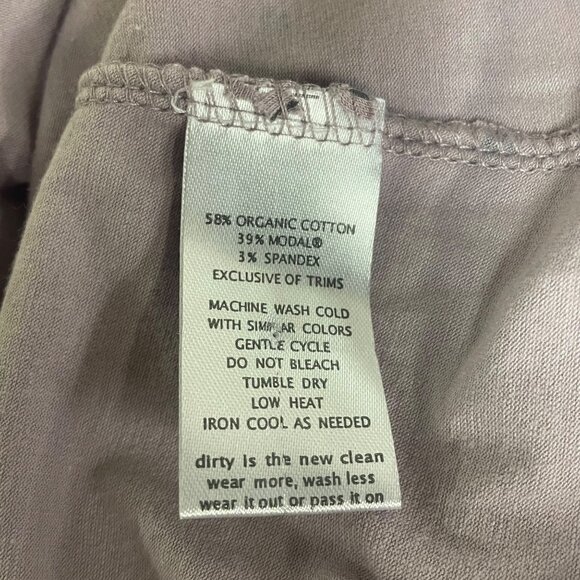 58% ORGANIC COTTON
39% MODAL®
3% SPANDEX
EXCLUSIVE OF TRIMS
MACHINE WASH COLD
WITH SIMILAR COLORS
GENTLE CYCLE
DO NOT BLEACH
TUMBLE DRY
LOW HEAT
IRON COOL AS NEEDED
dirty is the new clean
wear more, wash less
wear it out or pass it on